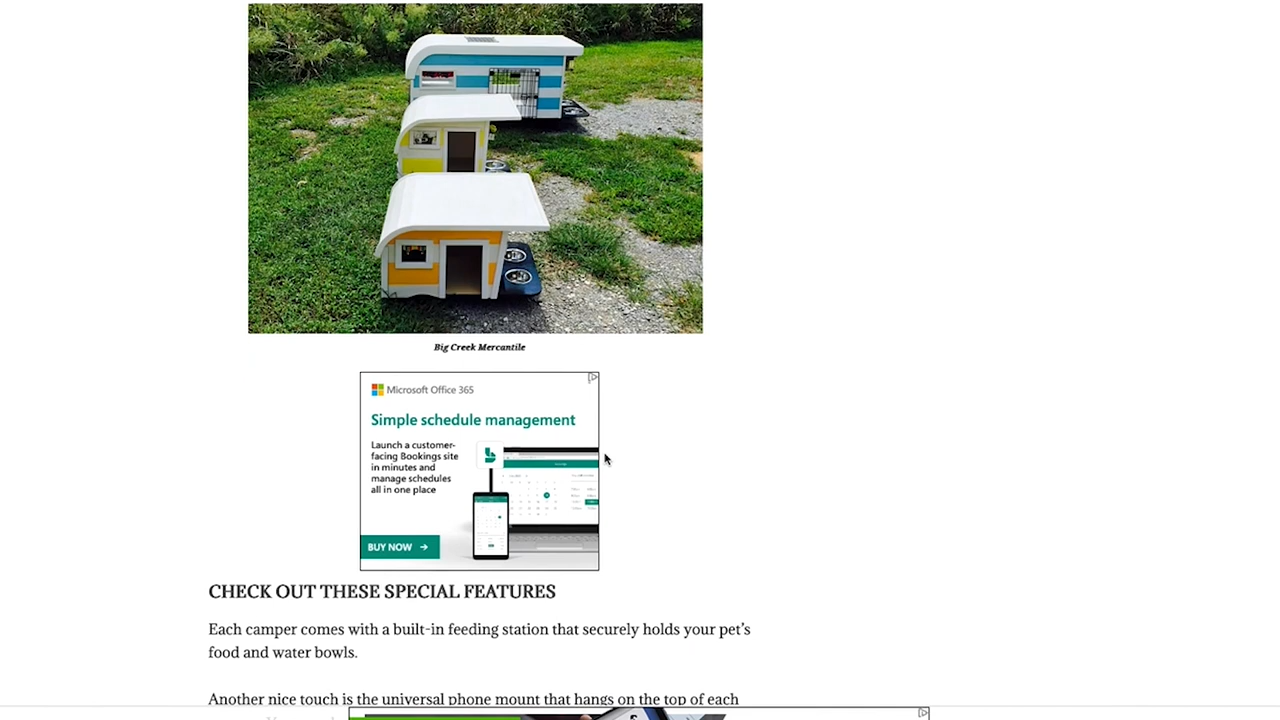 Big Creek Mercantile
Microsoft Office 365
Simple schedule management
Launch a customer-
facing Bookings site
in minutes and
manage schedules
all in one place
BUY NOW →
CHECK OUT THESE SPECIAL FEATURES
Each camper comes with a built-in feeding station that securely holds your pet's
food and water bowls.
Another nice touch is the universal phone mount that hangs on the top of each